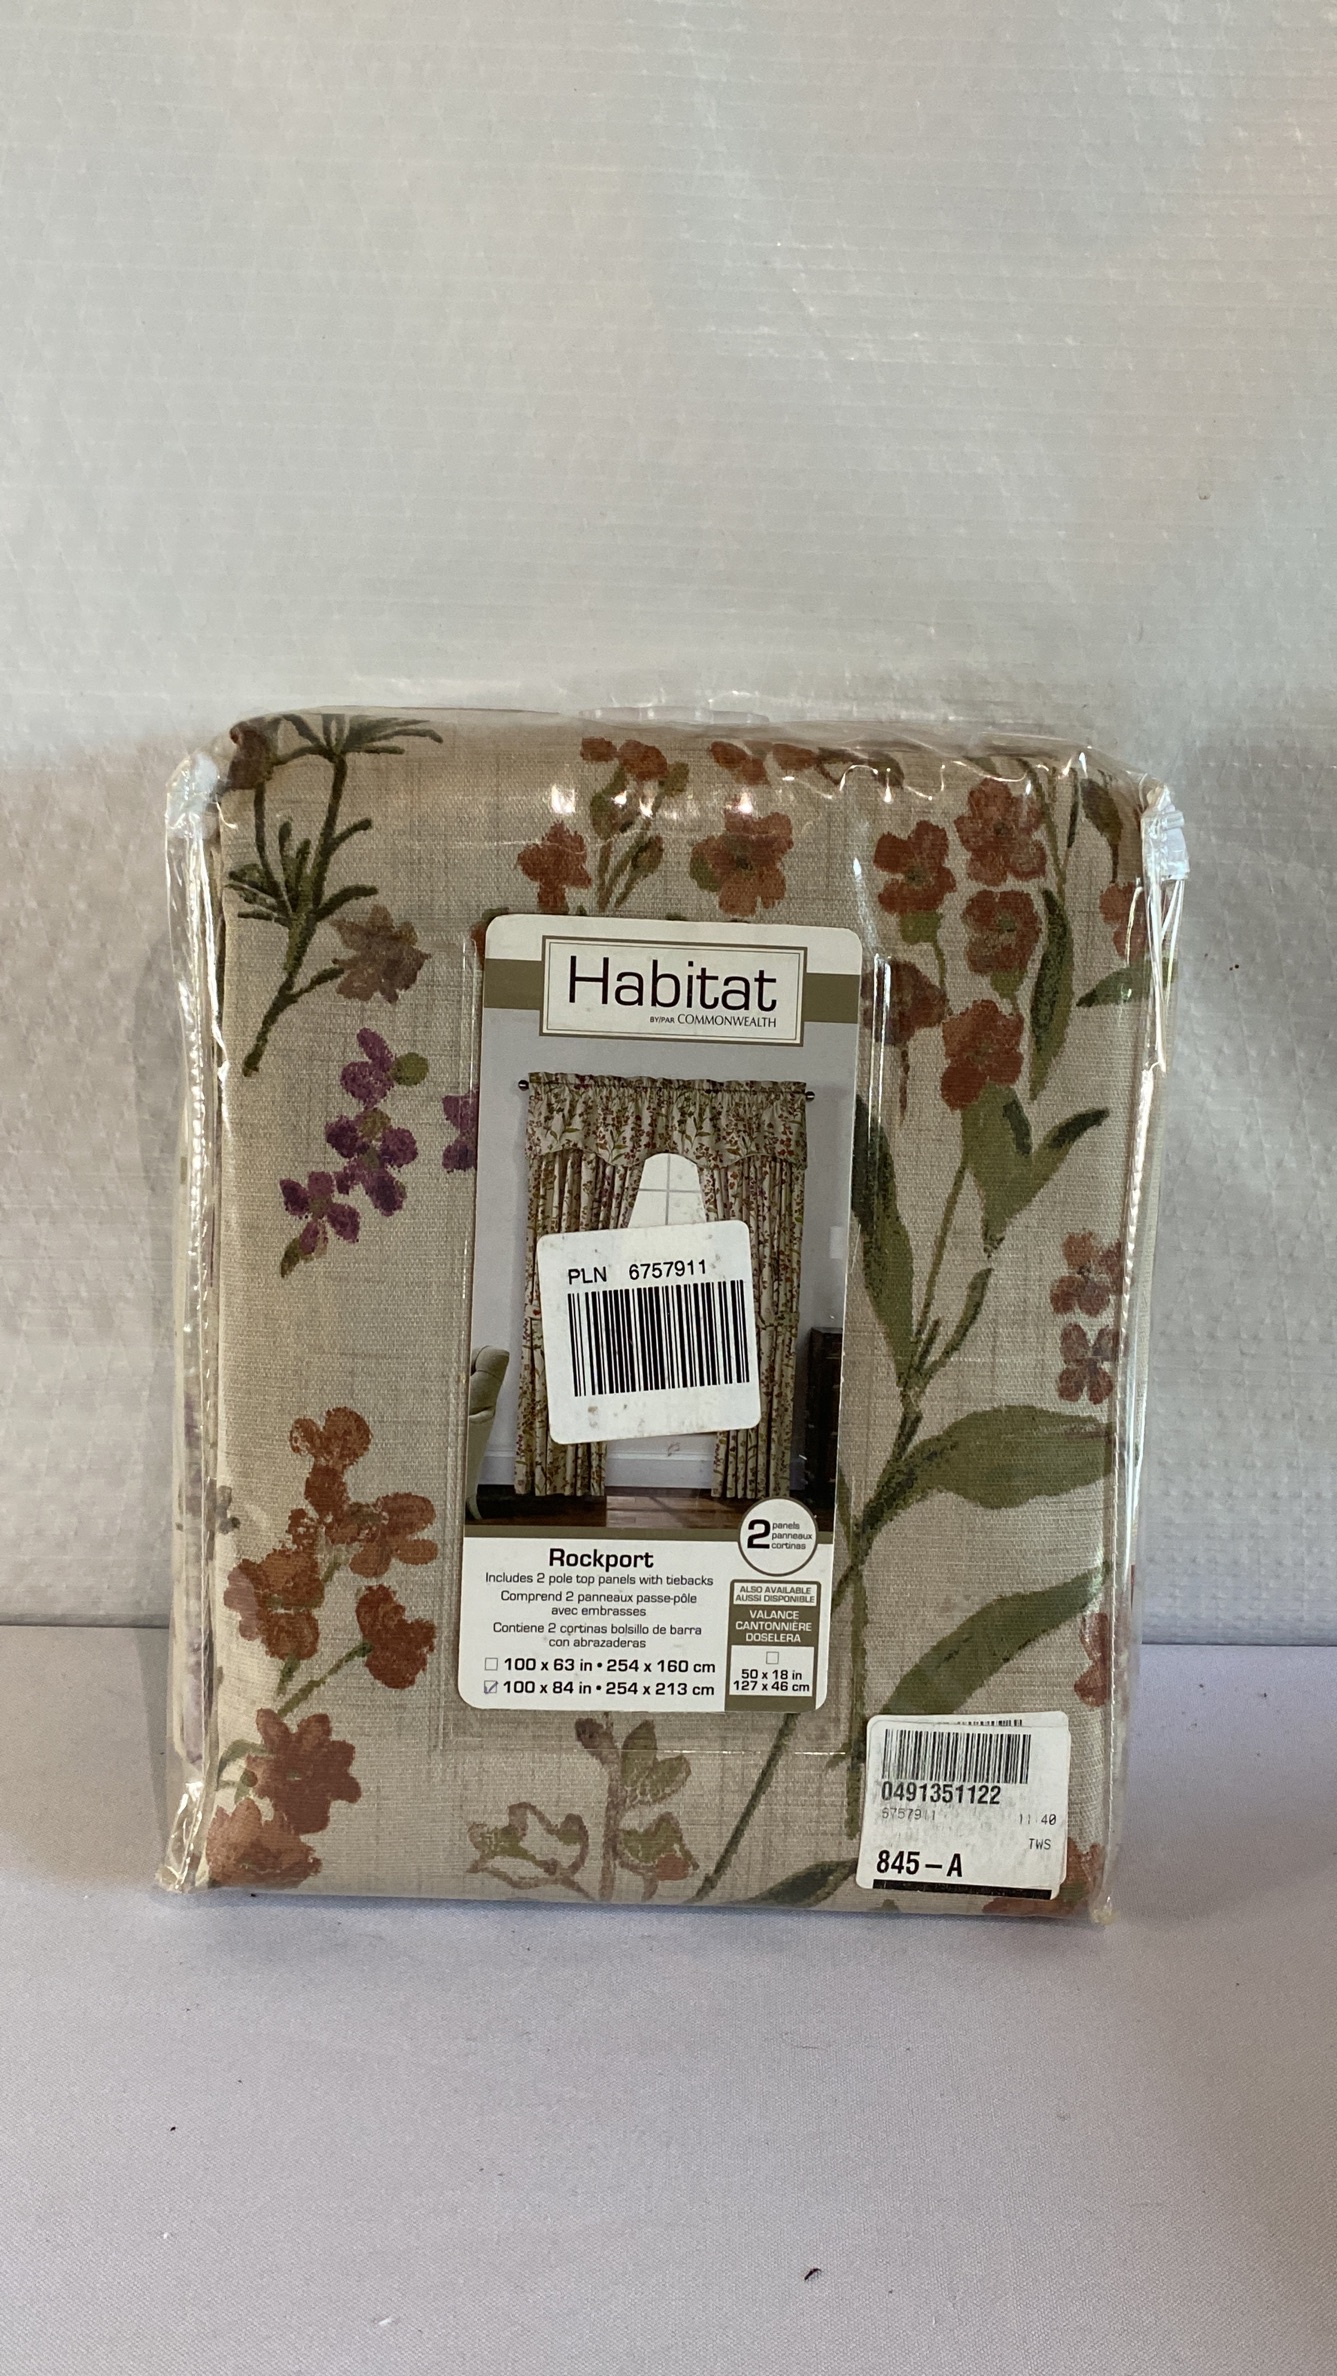 Habitat
BY/PAR COMMONWEALTH
PLN 6757911
2 panels
panneaux
cortinas
Rockport
Includes 2 pole top panels with tiebacks
Comprend 2 panneaux passe-pôle
avec embrasses
Contiene 2 cortinas bolsillo de barra
con abrazaderas
100 x 63 in • 254 x 160 cm
100 x 84 in • 254 x 213 cm
ALSO AVAILABLE
AUSSI DISPONIBLE
VALANCE
CANTONNIÈRE
DOSELERA
50 x 18 in
127 x 46 cm
0491351122
11 40
TWS
845-A